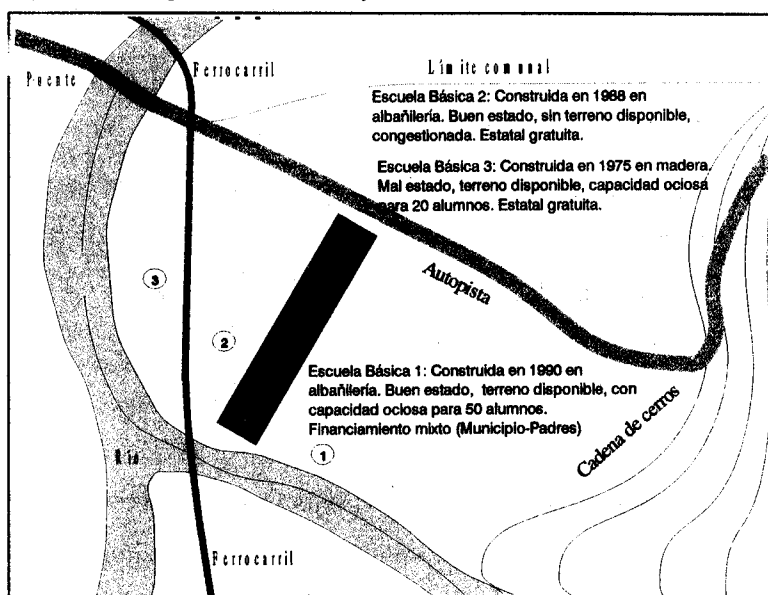 Ferrocarril
Límite comunal
Puente
Escuela Básica 2: Construida en 1988 en
albañilería. Buen estado, sin terreno disponible,
congestionada. Estatal gratuita.
Escuela Básica 3: Construida en 1975 en madera.
Mal estado, terreno disponible, capacidad ociosa
para 20 alumnos. Estatal gratuita.
Autopista
3
2
Escuela Básica 1: Construida en 1990 en
albañilería. Buen estado, terreno disponible, con
capacidad ociosa para 50 alumnos.
Financiamiento mixto (Municipio-Padres)
Cadena de cerros
1
Río
Ferrocarril